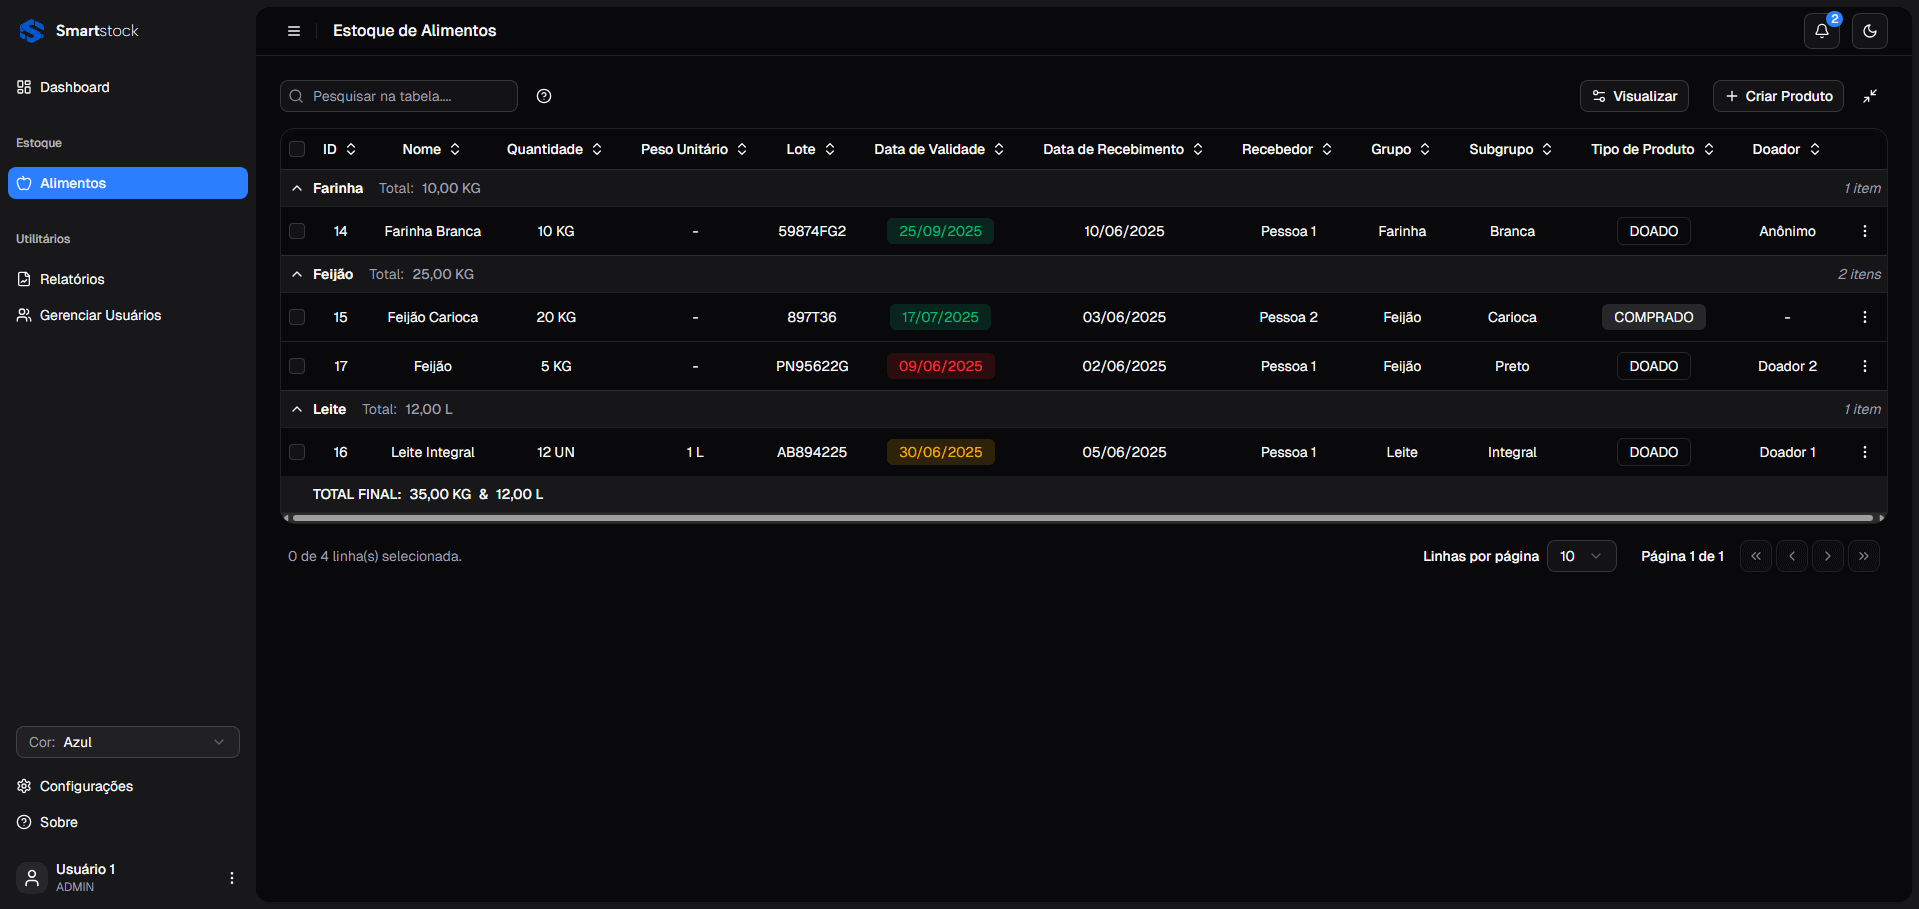 Smartstock
Dashboard
Estoque
Alimentos
Utilitários
Relatórios
Gerenciar Usuários
Cor: Azul
Configurações
Sobre
Usuário 1
ADMIN
Estoque de Alimentos
2
Pesquisar na tabela....
Visualizar
Criar Produto
ID Nome Quantidade Peso Unitário Lote Data de Validade Data de Recebimento Recebedor Grupo Subgrupo Tipo de Produto Doador
Farinha Total: 10,00 KG 1 item
14 Farinha Branca 10 KG - 59874FG2 25/09/2025 10/06/2025 Pessoa 1 Farinha Branca DOADO Anônimo
Feijão Total: 25,00 KG 2 itens
15 Feijão Carioca 20 KG - 897T36 17/07/2025 03/06/2025 Pessoa 2 Feijão Carioca COMPRADO -
17 Feijão 5 KG - PN95622G 09/06/2025 02/06/2025 Pessoa 1 Feijão Preto DOADO Doador 2
Leite Total: 12,00 L 1 item
16 Leite Integral 12 UN 1 L AB894225 30/06/2025 05/06/2025 Pessoa 1 Leite Integral DOADO Doador 1
TOTAL FINAL: 35,00 KG & 12,00 L
0 de 4 linha(s) selecionada.
Linhas por página 10 Página 1 de 1